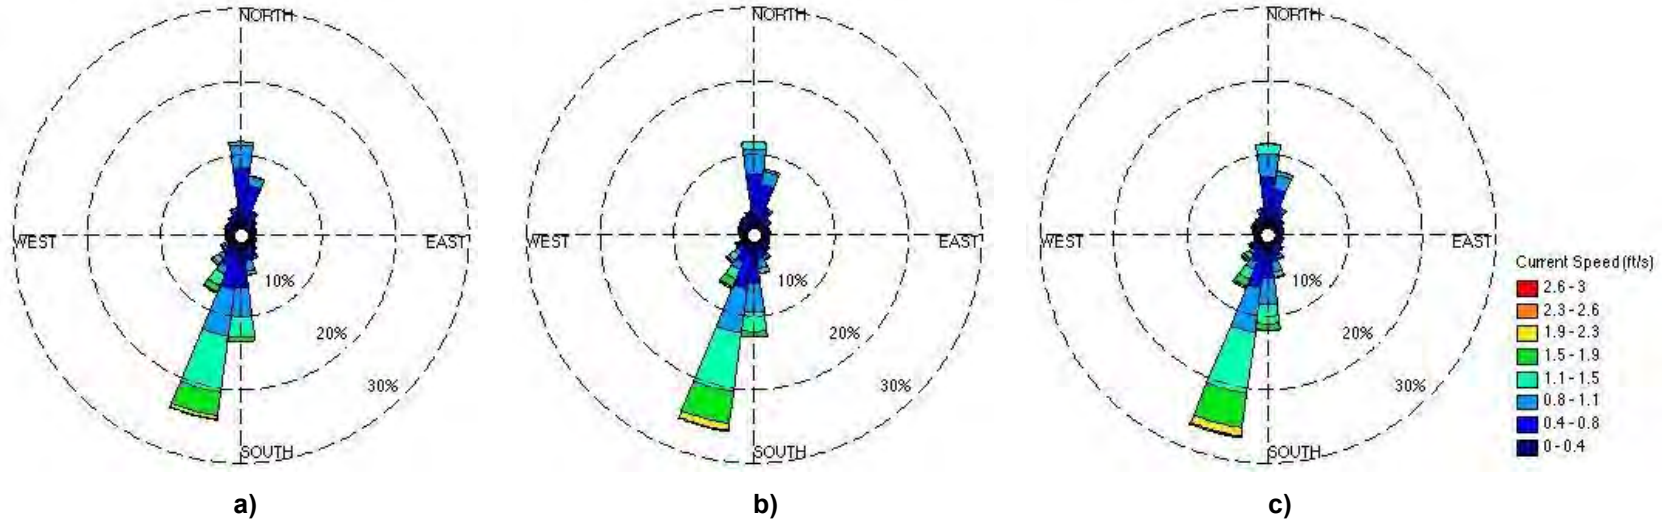 NORTH
WEST
EAST
10%
20%
30%
SOUTH
a)
NORTH
WEST
EAST
10%
20%
30%
SOUTH
b)
NORTH
WEST
EAST
10%
20%
30%
SOUTH
c)
Current Speed (ft/s)
2.6 - 3
2.3 - 2.6
1.9 - 2.3
1.5 - 1.9
1.1 - 1.5
0.8 - 1.1
0.4 - 0.8
0 - 0.4